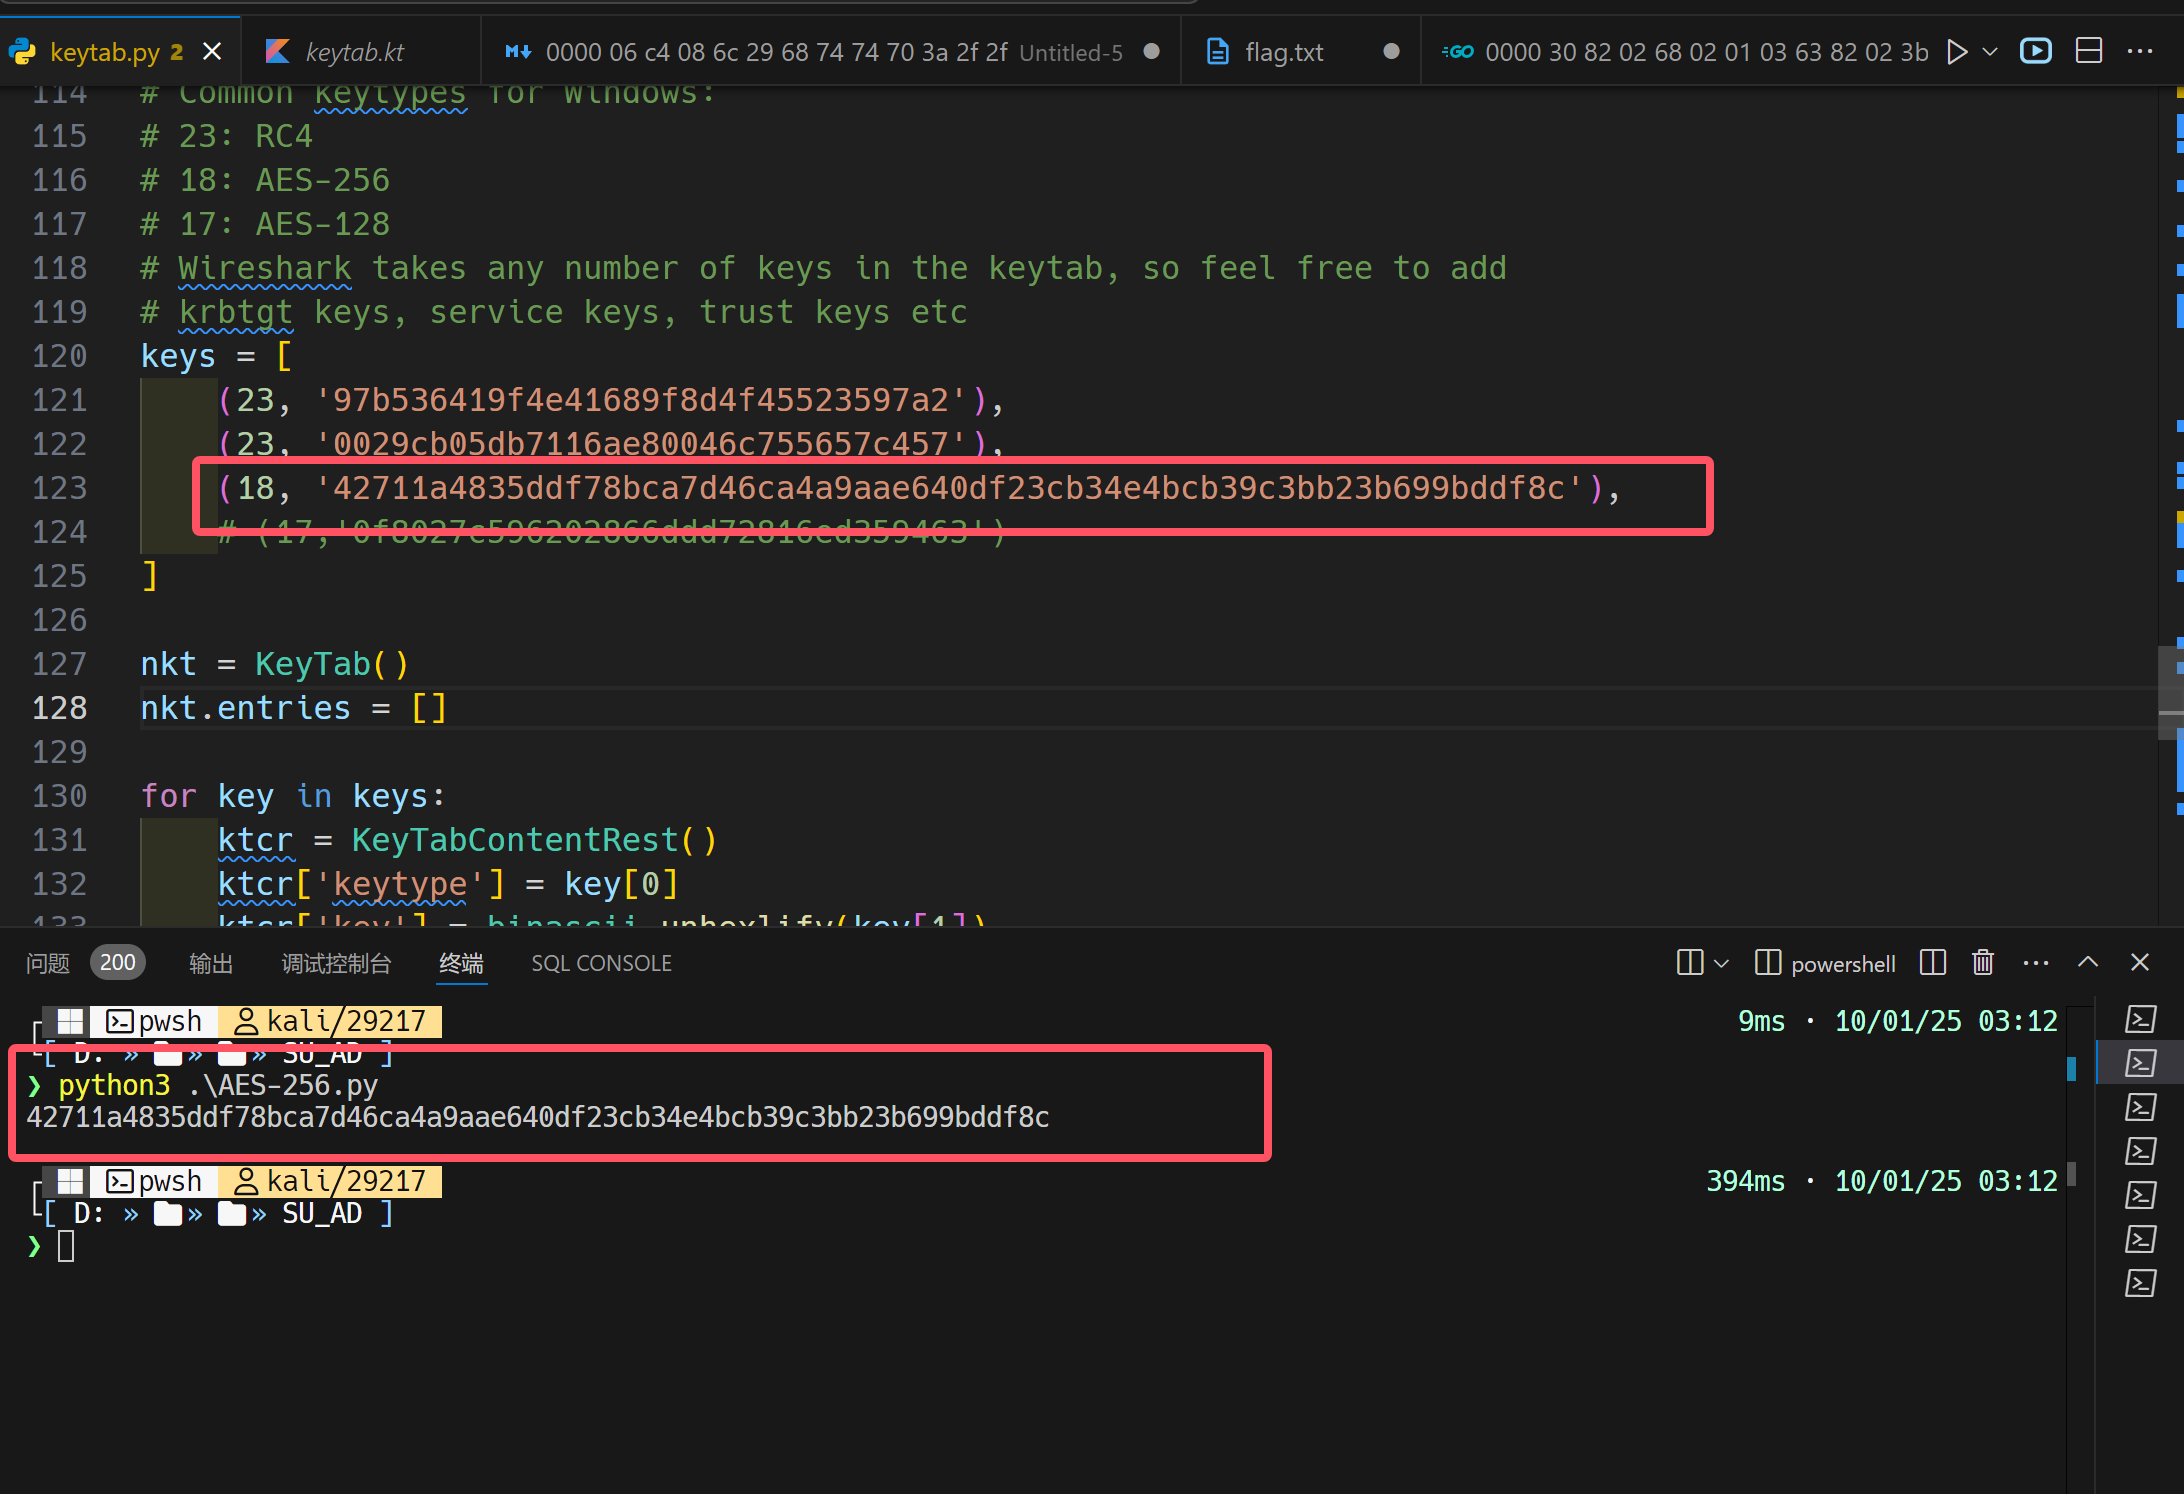 keytab.py 2
keytab.kt
0000 06 c4 08 6c 29 68 74 74 70 3a 2f 2f Untitled-5
flag.txt
0000 30 82 02 68 02 01 03 63 82 02 3b
114 # Common keytypes for Windows:
115 # 23: RC4
116 # 18: AES-256
117 # 17: AES-128
118 # Wireshark takes any number of keys in the keytab, so feel free to add
119 # krbtgt keys, service keys, trust keys etc
120 keys = [
121 (23, '97b536419f4e41689f8d4f45523597a2'),
122 (23, '0029cb05db7116ae80046c755657c457'),
123 (18, '42711a4835ddf78bca7d46ca4a9aae640df23cb34e4bcb39c3bb23b699bddf8c'),
124 # (17,'0f8027c596202866ddd72816ed359463')
125 ]
126
127 nkt = KeyTab()
128 nkt.entries = []
129
130 for key in keys:
131 ktcr = KeyTabContentRest()
132 ktcr['keytype'] = key[0]
133 ktcr['key'] = binascii.unhexlify(key[1])
问题 200 输出 调试控制台 终端 SQL CONSOLE
powershell
pwsh kali/29217 9ms · 10/01/25 03:12
[ D: » » » SU_AD ]
❯ python3 .\AES-256.py
42711a4835ddf78bca7d46ca4a9aae640df23cb34e4bcb39c3bb23b699bddf8c
pwsh kali/29217 394ms · 10/01/25 03:12
[ D: » » » SU_AD ]
❯